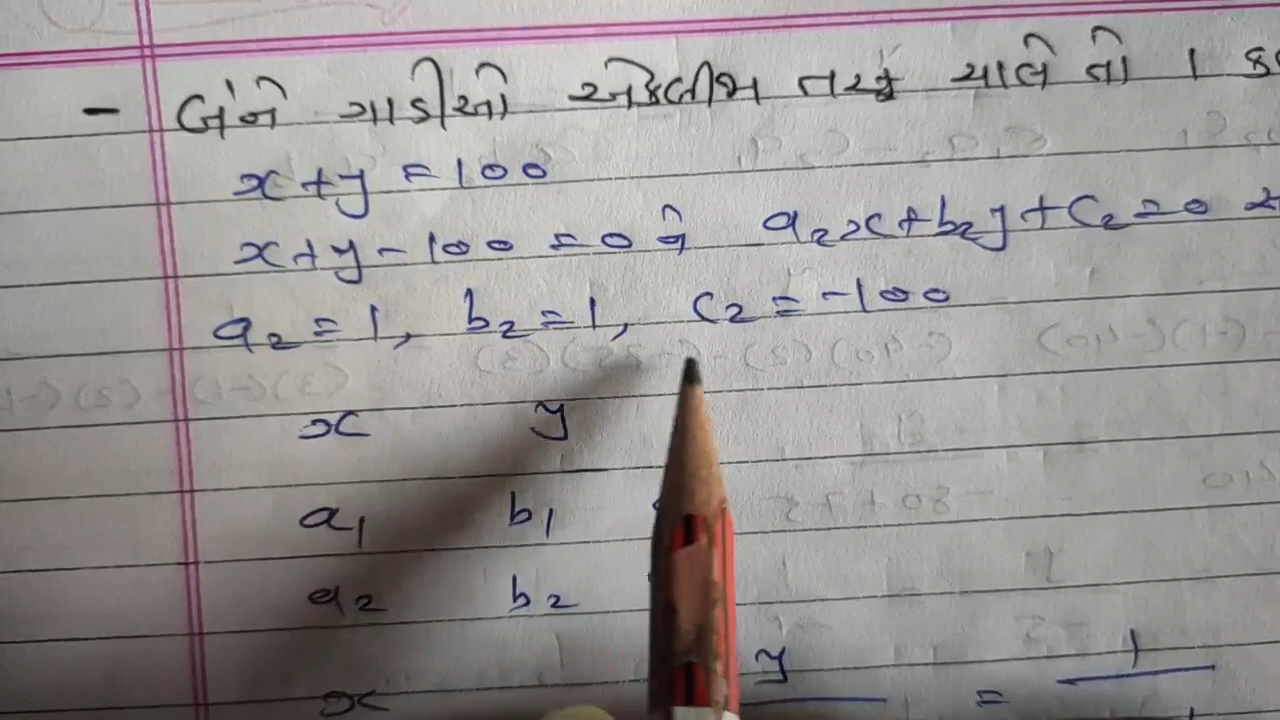 - બંને ગાડીઓ એકબીજા તરફ ચાલે તો 1
x+y = 100
x+y-100 = 0 ને a₂x+b₂y+c₂=0
a₂ = 1, b₂ = 1, c₂ = -100
x y
a₁ b₁
a₂ b₂
x y = 1